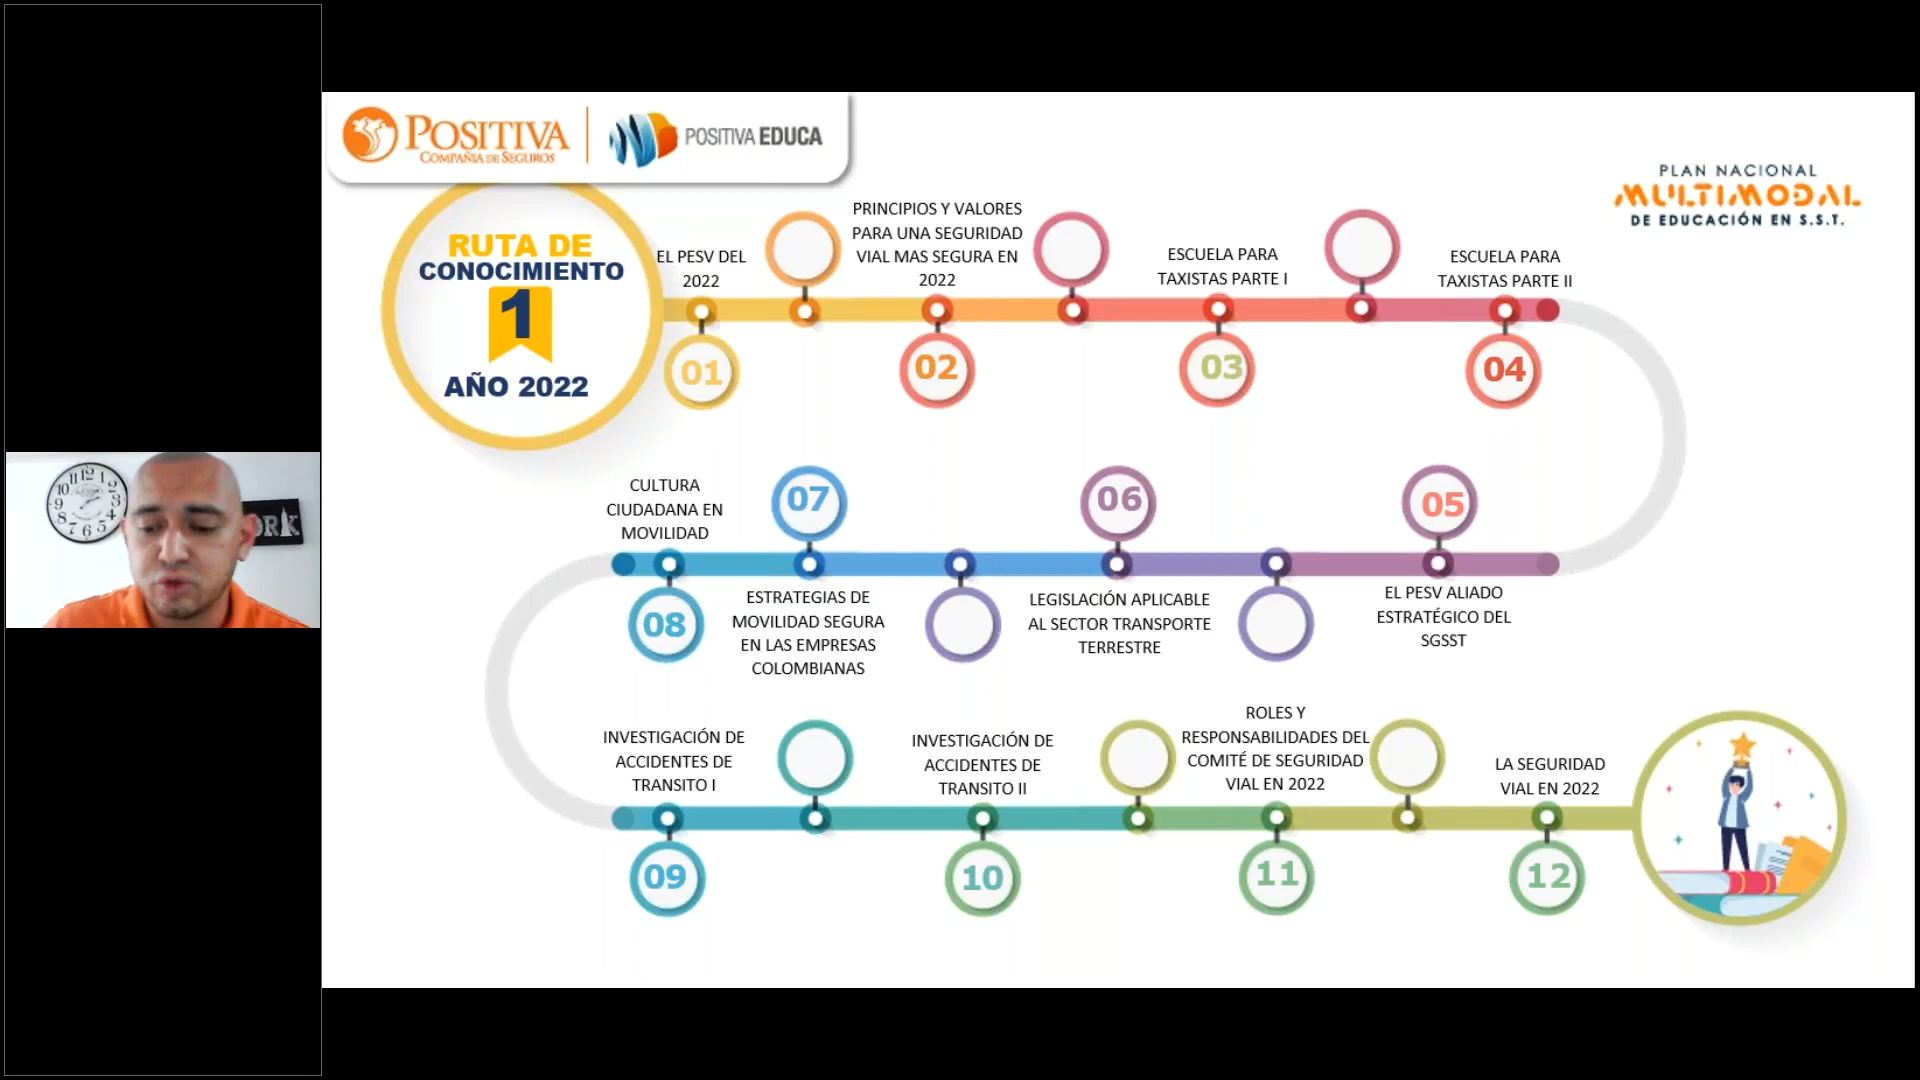 POSITIVA
COMPAÑIA DE SEGUROS
POSITIVA EDUCA
PLAN NACIONAL
MULTIMODAL
DE EDUCACIÓN EN S.S.T.
RUTA DE
CONOCIMIENTO
1
AÑO 2022
EL PESV DEL
2022
01
PRINCIPIOS Y VALORES
PARA UNA SEGURIDAD
VIAL MAS SEGURA EN
2022
02
ESCUELA PARA
TAXISTAS PARTE I
03
ESCUELA PARA
TAXISTAS PARTE II
04
05
EL PESV ALIADO
ESTRATÉGICO DEL
SGSST
06
LEGISLACIÓN APLICABLE
AL SECTOR TRANSPORTE
TERRESTRE
07
ESTRATEGIAS DE
MOVILIDAD SEGURA
EN LAS EMPRESAS
COLOMBIANAS
CULTURA
CIUDADANA EN
MOVILIDAD
08
INVESTIGACIÓN DE
ACCIDENTES DE
TRANSITO I
09
INVESTIGACIÓN DE
ACCIDENTES DE
TRANSITO II
10
ROLES Y
RESPONSABILIDADES DEL
COMITÉ DE SEGURIDAD
VIAL EN 2022
11
LA SEGURIDAD
VIAL EN 2022
12